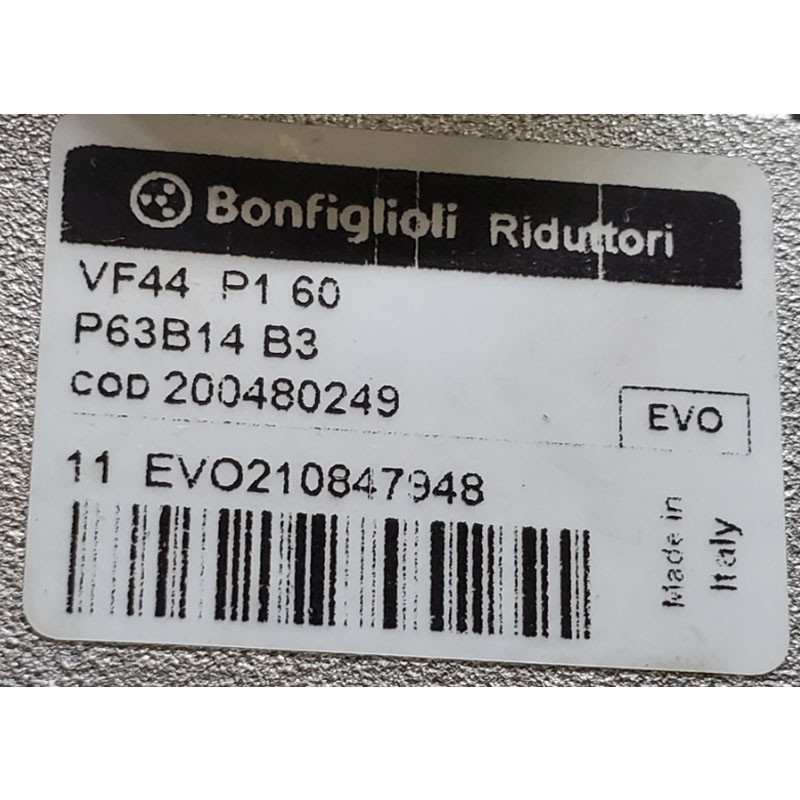 Bonfiglioli Riduttori
VF44 P1 60
P63B14 B3
COD 200480249
EVO
11 EVO210847948
Made in
Italy